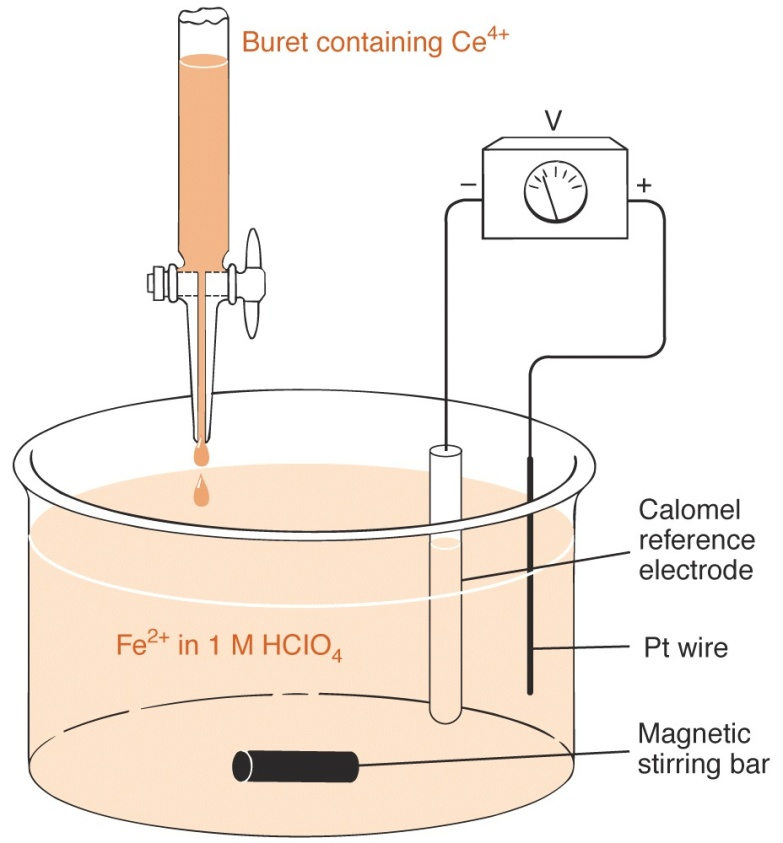 Buret containing Ce⁴⁺
V
−
+
Calomel
reference
electrode
Fe²⁺ in 1 M HClO₄
Pt wire
Magnetic
stirring bar